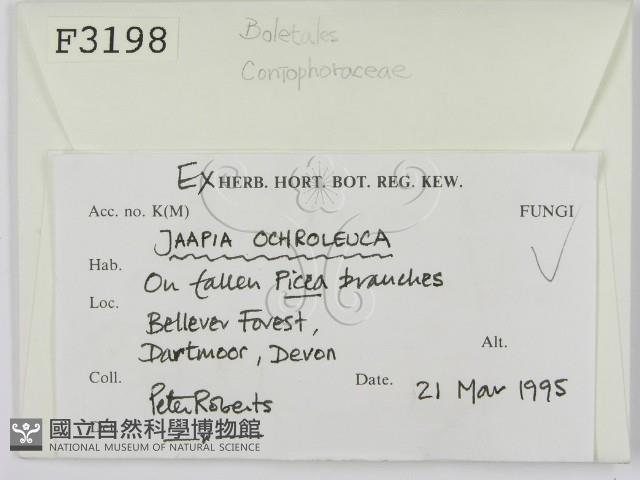 F3198
Boletales
Coniophoraceae
Ex HERB. HORT. BOT. REG. KEW.
Acc. no. K(M)
FUNGI
JAAPIA OCHROLEUCA
Hab.
On fallen Picea branches
Loc.
Bellever Forest,
Dartmoor, Devon
Alt.
Coll.
Peter Roberts
Date.
21 Mar 1995
國立自然科學博物館
NATIONAL MUSEUM OF NATURAL SCIENCE